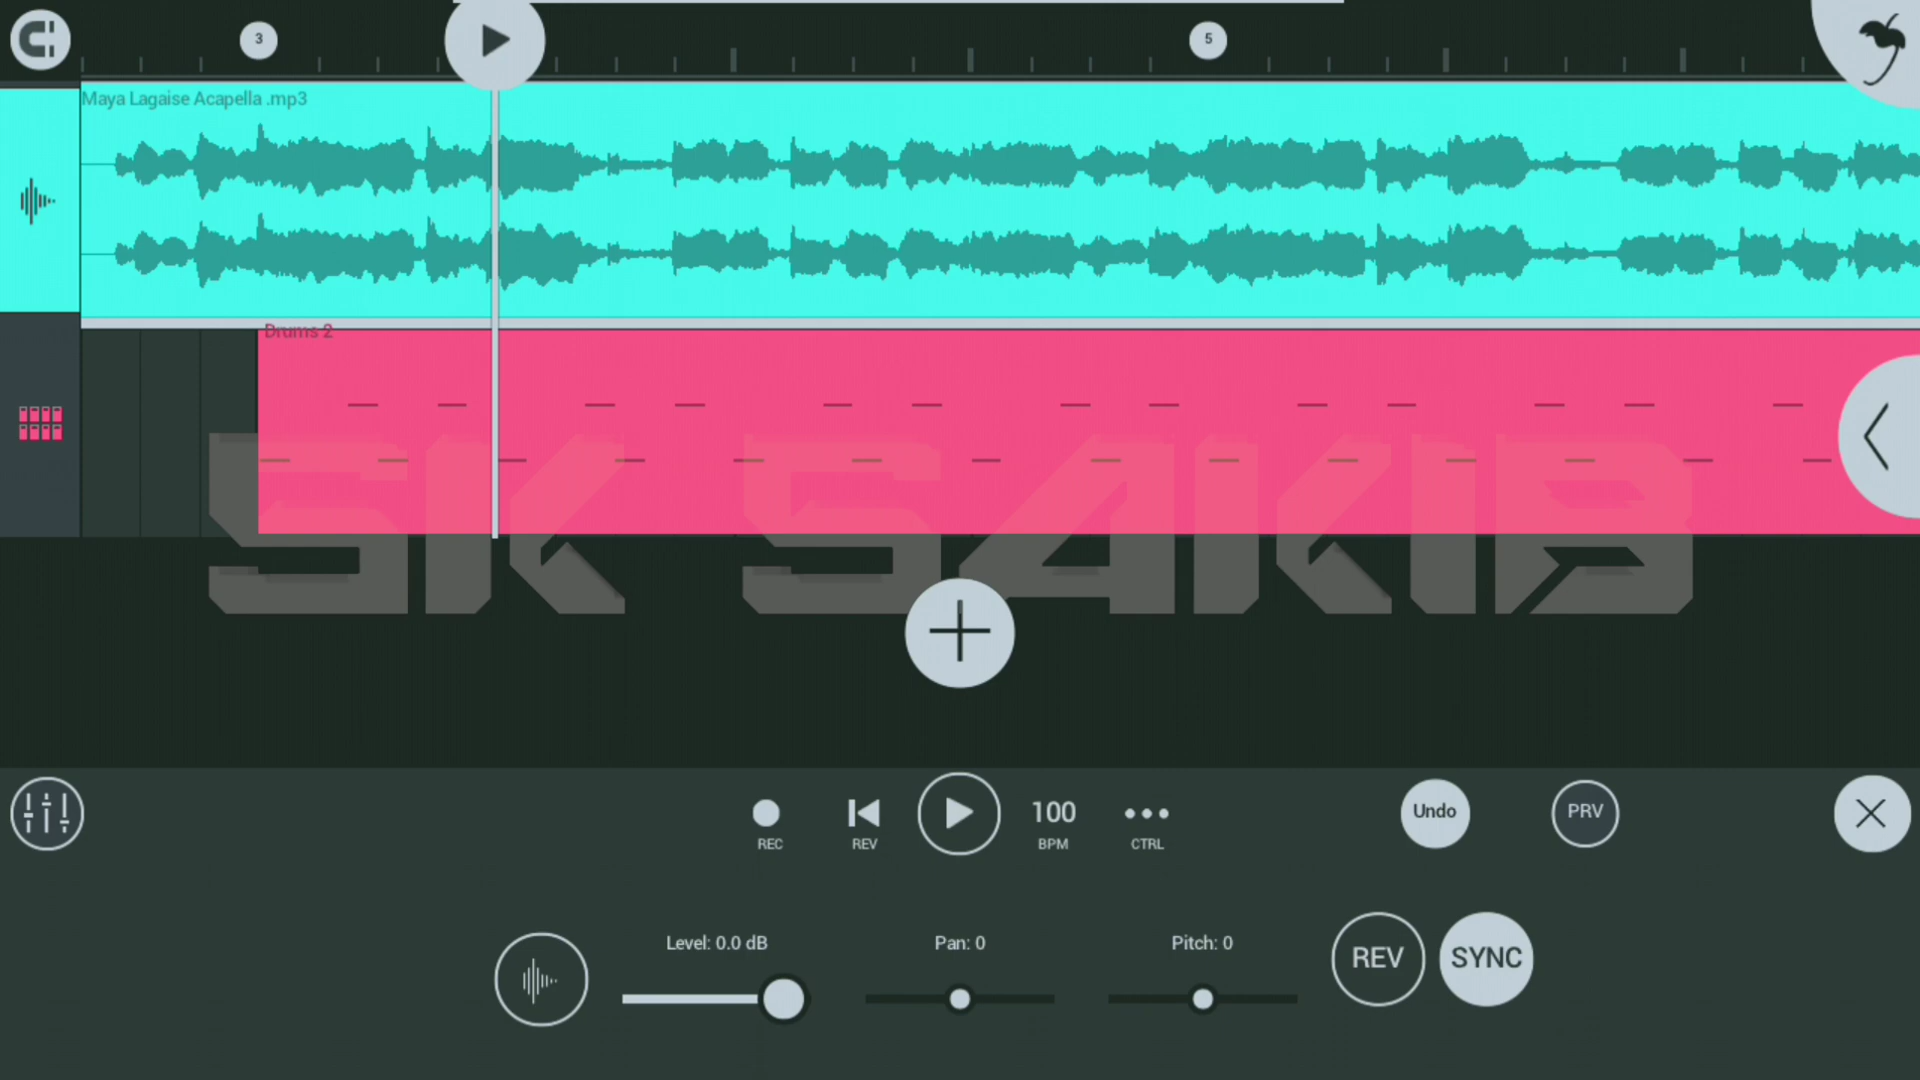 3
5
Maya Lagaise Acapella .mp3
Drums 2
SK SAKIB
REC
REV
100
BPM
CTRL
Undo
PRV
Level: 0.0 dB
Pan: 0
Pitch: 0
REV
SYNC